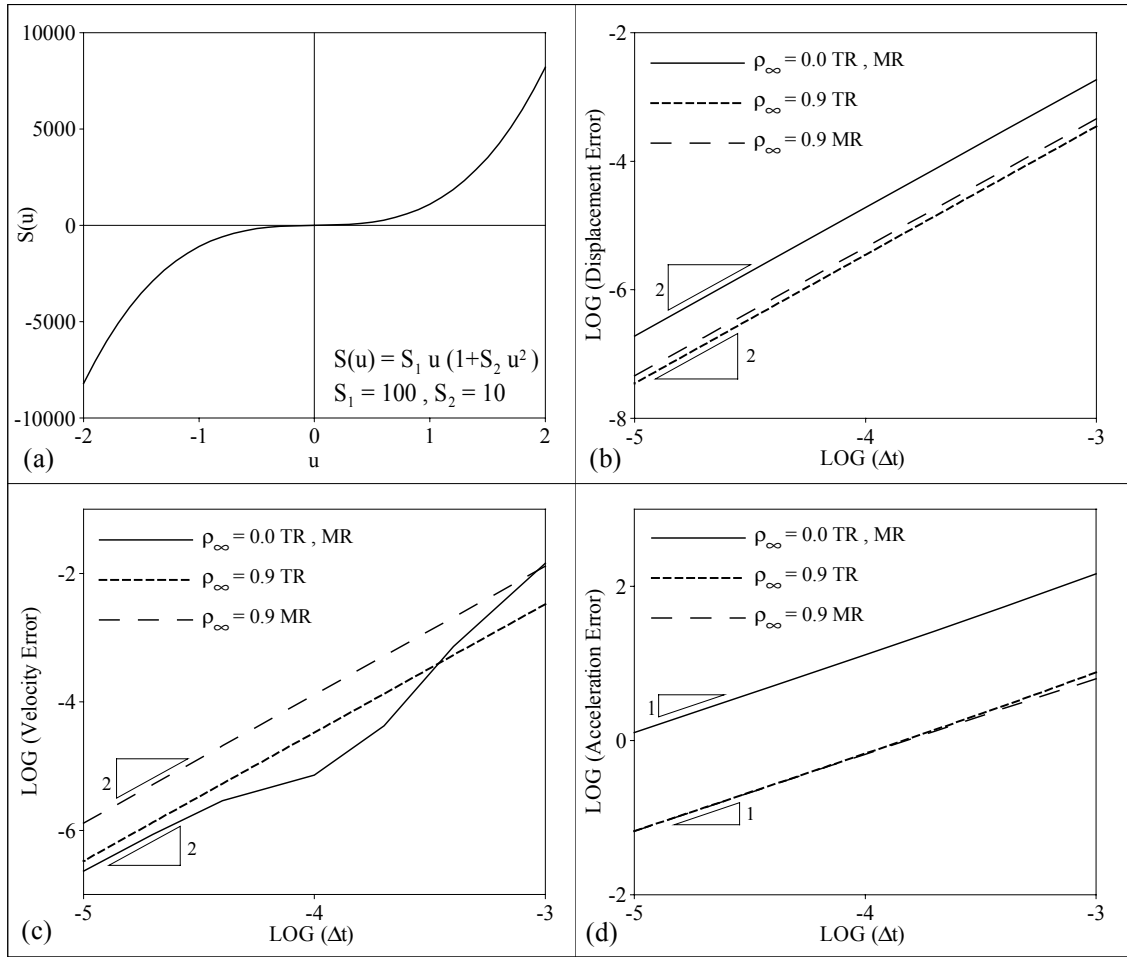 10000
5000
0
-5000
-10000
-2
-1
0
1
2
S(u)
u
S(u) = S₁ u (1+S₂ u²)
S₁ = 100 , S₂ = 10
(a)
-2
-4
-6
-8
-5
-4
-3
LOG (Displacement Error)
LOG (Δt)
ρ∞ = 0.0 TR , MR
ρ∞ = 0.9 TR
ρ∞ = 0.9 MR
2
2
(b)
-2
-4
-6
-5
-4
-3
LOG (Velocity Error)
LOG (Δt)
ρ∞ = 0.0 TR , MR
ρ∞ = 0.9 TR
ρ∞ = 0.9 MR
2
2
(c)
2
0
-2
-5
-4
-3
LOG (Acceleration Error)
LOG (Δt)
ρ∞ = 0.0 TR , MR
ρ∞ = 0.9 TR
ρ∞ = 0.9 MR
1
1
(d)